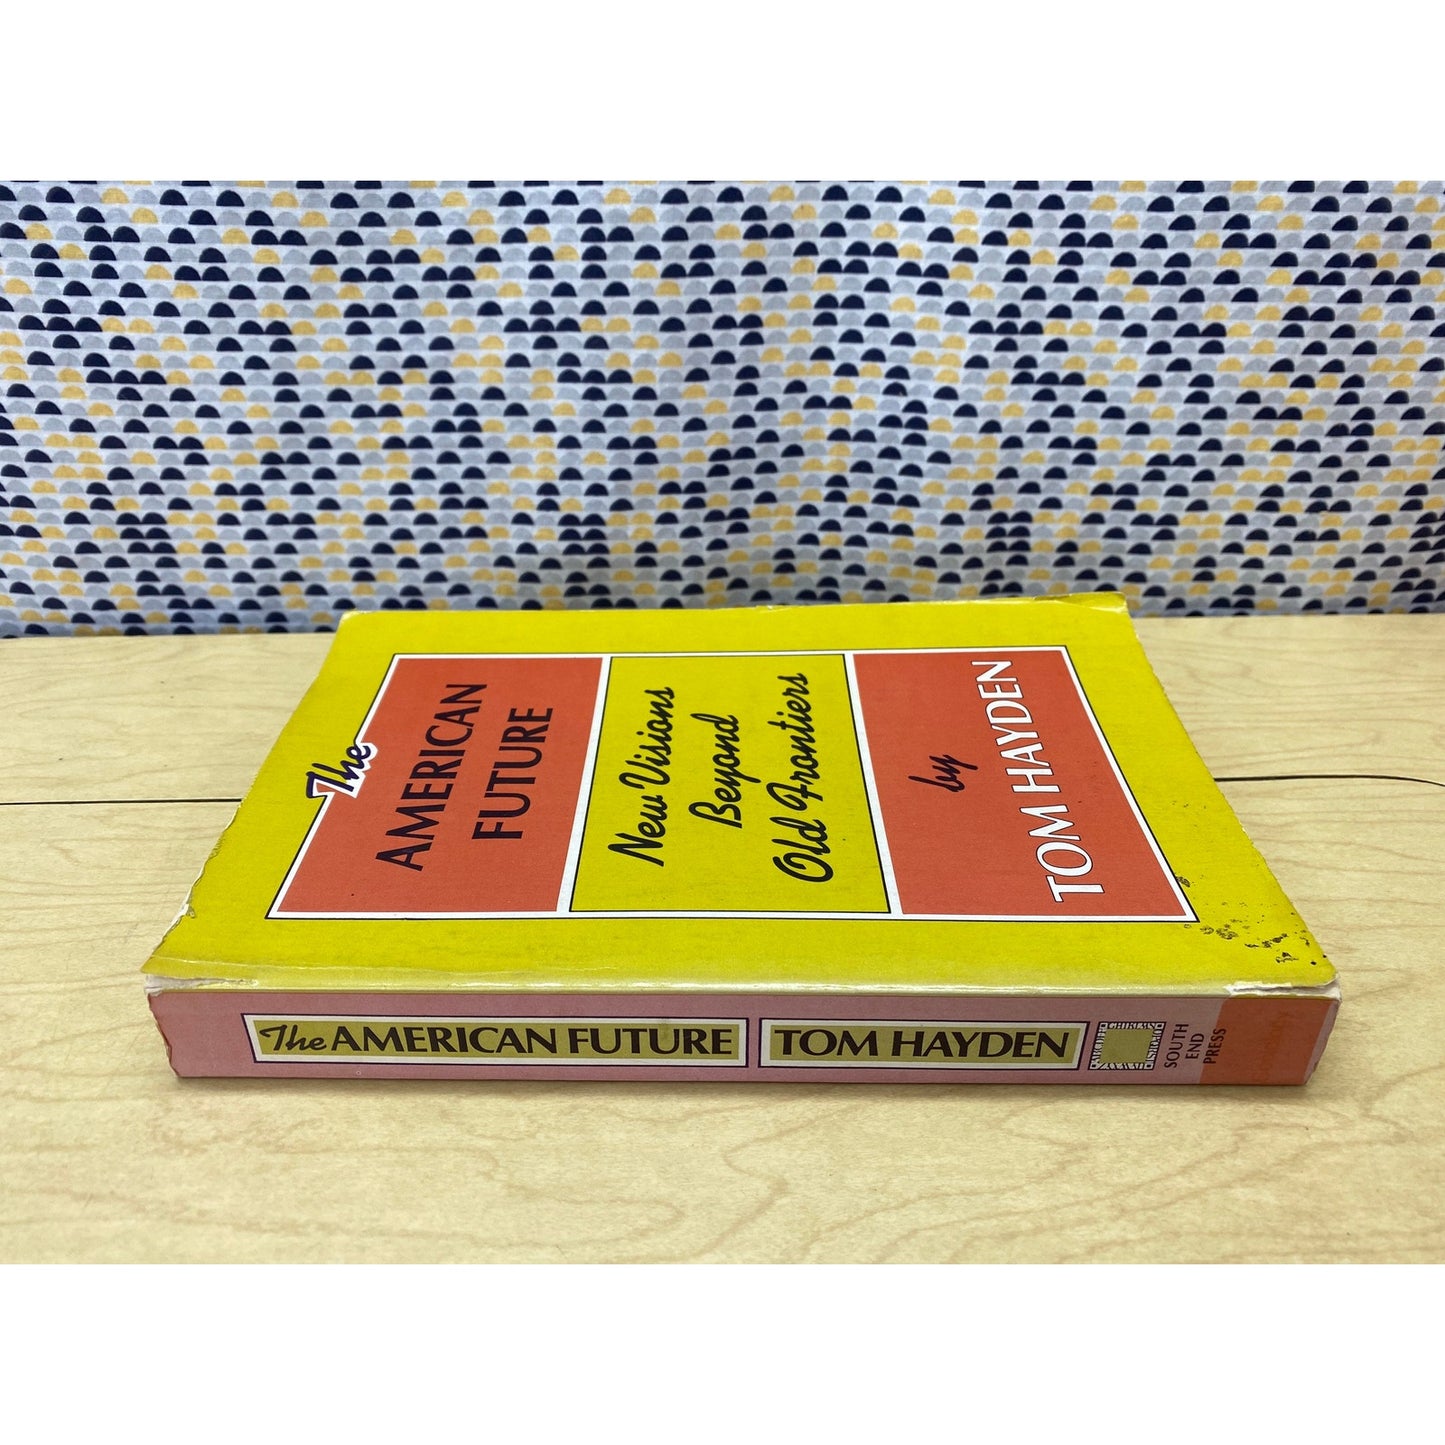 The
AMERICAN
FUTURE
New Visions
Beyond
Old Frontiers
by
TOM HAYDEN
The AMERICAN FUTURE
TOM HAYDEN
SOUTH
END
PRESS